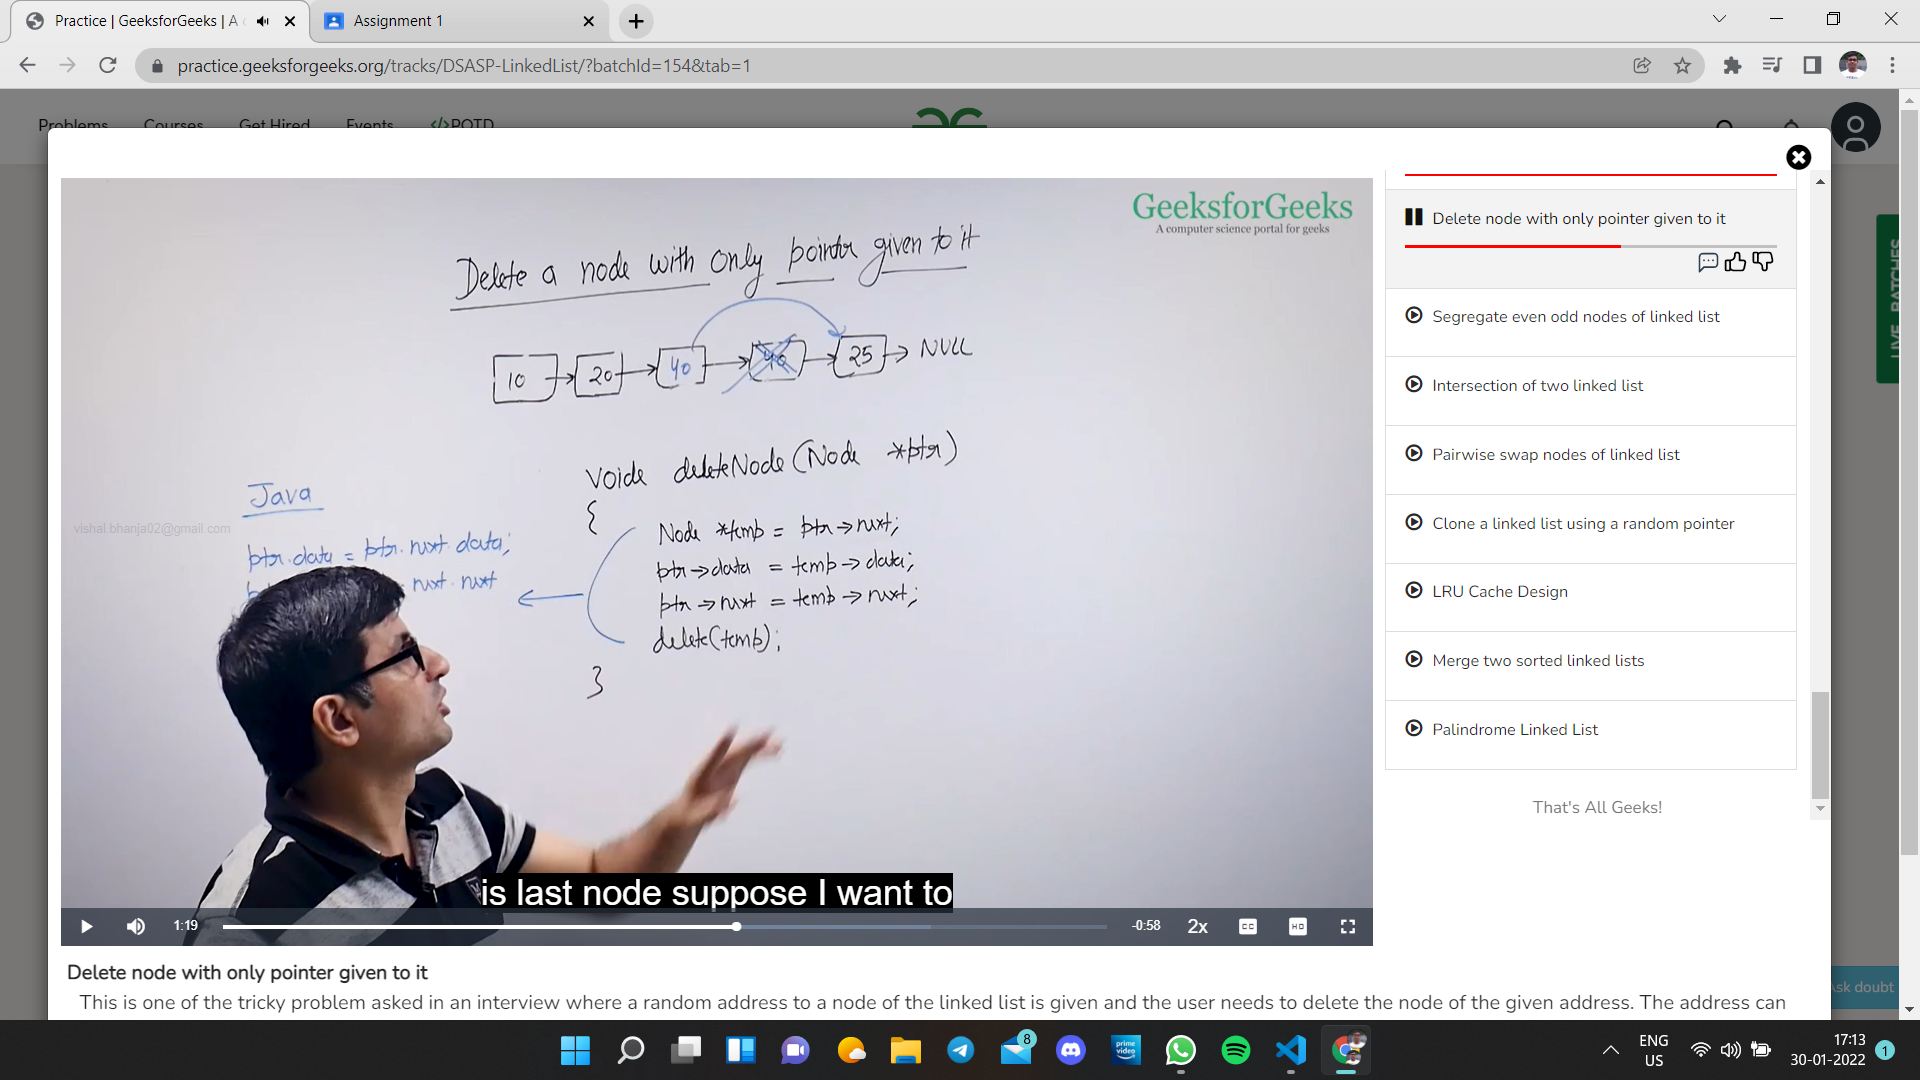 Practice | GeeksforGeeks | A c
Assignment 1
practice.geeksforgeeks.org/tracks/DSASP-LinkedList/?batchId=154&tab=1
Problems Courses Get Hired Events </>POTD
GeeksforGeeks
A computer science portal for geeks
Delete a node with only pointer given to it
10 20 40 40 25 NULL
voide deleteNode(Node *ptr)
{
Node *temp = ptr->next;
ptr->data = temp->data;
ptr->next = temp->next;
delete(temp);
}
Java
vishal.bhanja02@gmail.com
ptr.data = ptr.next.data;
next.next
is last node suppose I want to
1:19
-0:58
2x
CC
HD
Delete node with only pointer given to it
Segregate even odd nodes of linked list
Intersection of two linked list
Pairwise swap nodes of linked list
Clone a linked list using a random pointer
LRU Cache Design
Merge two sorted linked lists
Palindrome Linked List
That's All Geeks!
LIVE BATCHES
Delete node with only pointer given to it
This is one of the tricky problem asked in an interview where a random address to a node of the linked list is given and the user needs to delete the node of the given address. The address can
Ask doubt
8
prime video
ENG
US
17:13
30-01-2022
1